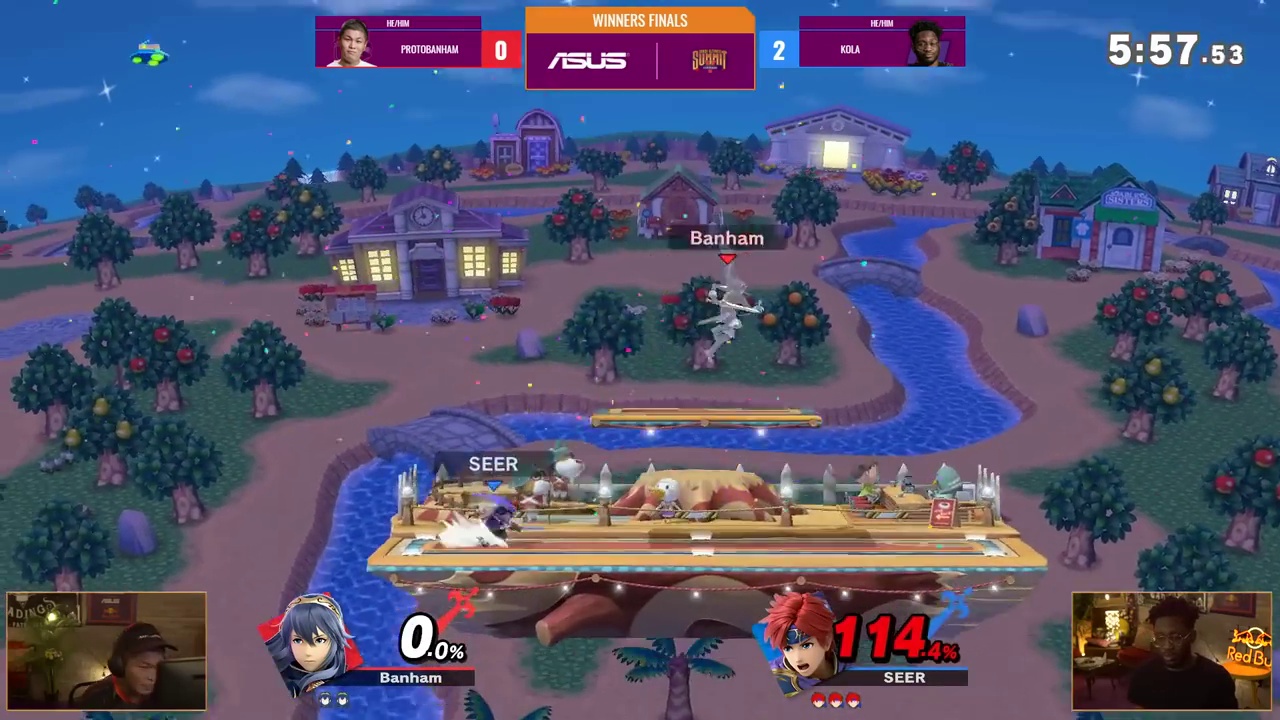 HE/HIM
PROTOBANHAM
0
WINNERS FINALS
ASUS
SUMMIT
2
HE/HIM
KOLA
5:57.53
Banham
SEER
0.0%
Banham
114.4%
SEER
Red Bu